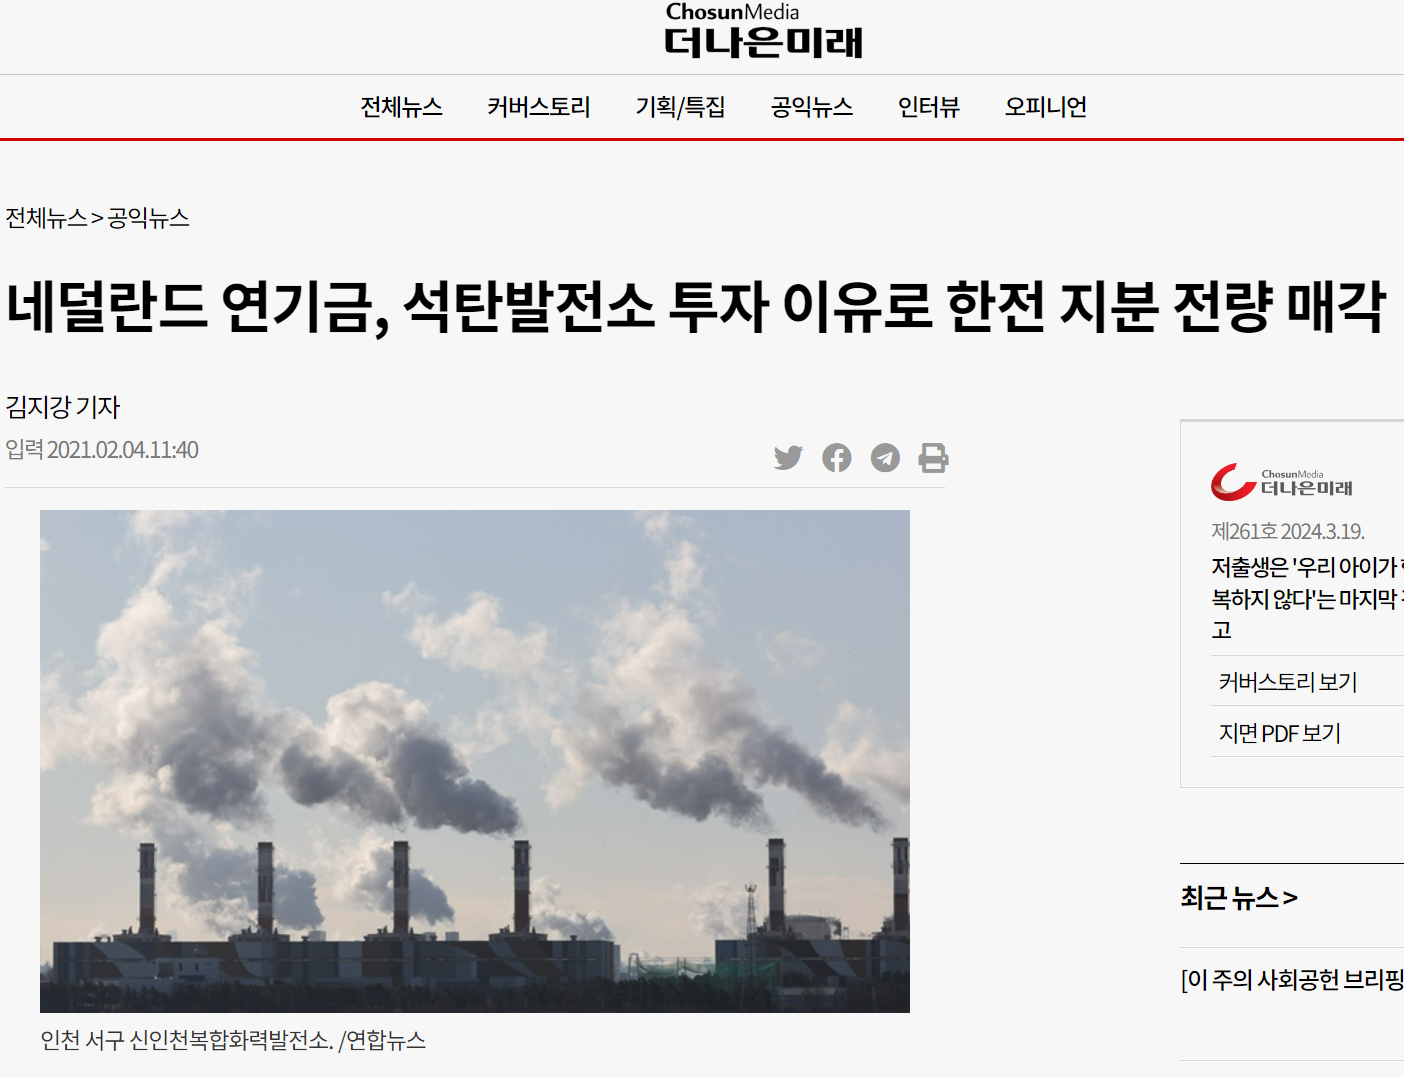 ChosunMedia
더나은미래
전체뉴스 커버스토리 기획/특집 공익뉴스 인터뷰 오피니언
전체뉴스 > 공익뉴스
네덜란드 연기금, 석탄발전소 투자 이유로 한전 지분 전량 매각
김지강 기자
입력 2021.02.04.11:40
인천 서구 신인천복합화력발전소. /연합뉴스
ChosunMedia
더나은미래
제261호 2024.3.19.
저출생은 '우리 아이가
복하지 않다'는 마지막
고
커버스토리 보기
지면 PDF 보기
최근 뉴스 >
[이 주의 사회공헌 브리핑